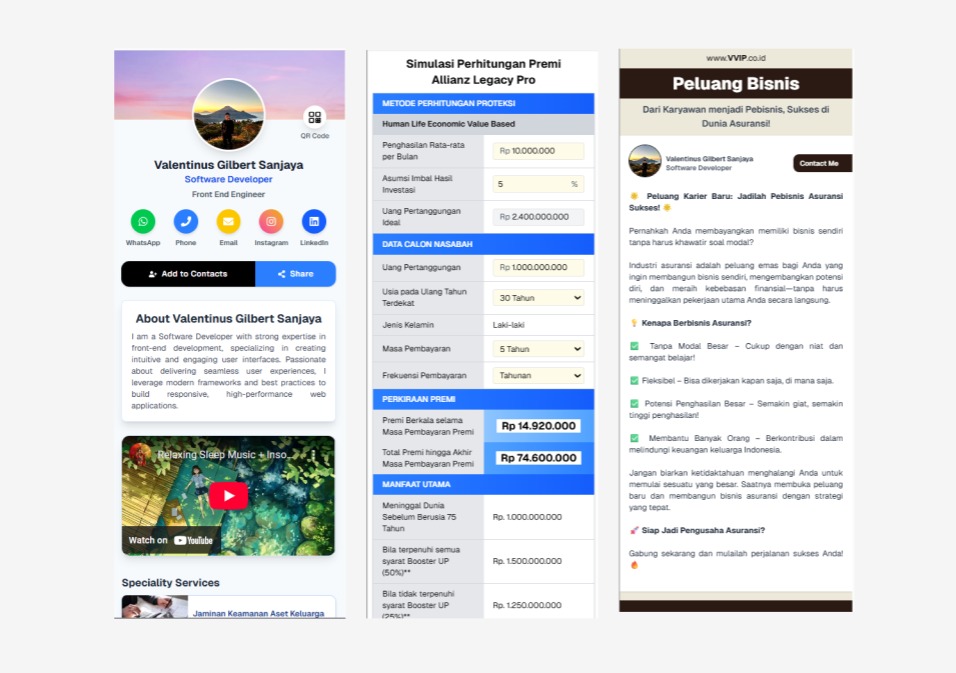 QR Code
Valentinus Gilbert Sanjaya
Software Developer
Front End Engineer
WhatsApp
Phone
Email
Instagram
LinkedIn
Add to Contacts
Share
About Valentinus Gilbert Sanjaya
I am a Software Developer with strong expertise in
front-end development, specializing in creating
intuitive and engaging user interfaces. Passionate
about delivering seamless user experiences, I
leverage modern frameworks and best practices to
build responsive, high-performance web
applications.
Relaxing Sleep Music + Inso...
Watch on YouTube
Speciality Services
Jaminan Keamanan Aset Keluarga
Simulasi Perhitungan Premi
Allianz Legacy Pro
METODE PERHITUNGAN PROTEKSI
Human Life Economic Value Based
Penghasilan Rata-rata
per Bulan
Rp 10.000.000
Asumsi Imbal Hasil
Investasi
5 %
Uang Pertanggungan
Ideal
Rp 2.400.000.000
DATA CALON NASABAH
Uang Pertanggungan
Rp 1.000.000.000
Usia pada Ulang Tahun
Terdekat
30 Tahun
Jenis Kelamin
Laki-laki
Masa Pembayaran
5 Tahun
Frekuensi Pembayaran
Tahunan
PERKIRAAN PREMI
Premi Berkala selama
Masa Pembayaran Premi
Rp 14.920.000
Total Premi hingga Akhir
Masa Pembayaran Premi
Rp 74.600.000
MANFAAT UTAMA
Meninggal Dunia
Sebelum Berusia 75
Tahun
Rp. 1.000.000.000
Bila terpenuhi semua
syarat Booster UP
(50%)**
Rp. 1.500.000.000
Bila tidak terpenuhi
syarat Booster UP
(25%)**
Rp. 1.250.000.000
www.VVIP.co.id
Peluang Bisnis
Dari Karyawan menjadi Pebisnis, Sukses di
Dunia Asuransi!
Valentinus Gilbert Sanjaya
Software Developer
Contact Me
☀️ Peluang Karier Baru: Jadilah Pebisnis Asuransi
Sukses! ☀️
Pernahkah Anda membayangkan memiliki bisnis sendiri
tanpa harus khawatir soal modal?
Industri asuransi adalah peluang emas bagi Anda yang
ingin membangun bisnis sendiri, mengembangkan potensi
diri, dan meraih kebebasan finansial—tanpa harus
meninggalkan pekerjaan utama Anda secara langsung.
💡 Kenapa Berbisnis Asuransi?
✅ Tanpa Modal Besar – Cukup dengan niat dan
semangat belajar!
✅ Fleksibel – Bisa dikerjakan kapan saja, di mana saja.
✅ Potensi Penghasilan Besar – Semakin giat, semakin
tinggi penghasilan!
✅ Membantu Banyak Orang – Berkontribusi dalam
melindungi keuangan keluarga Indonesia.
Jangan biarkan ketidaktahuan menghalangi Anda untuk
memulai sesuatu yang besar. Saatnya membuka peluang
baru dan membangun bisnis asuransi dengan strategi
yang tepat.
🚀 Siap Jadi Pengusaha Asuransi?
Gabung sekarang dan mulailah perjalanan sukses Anda!
🔥